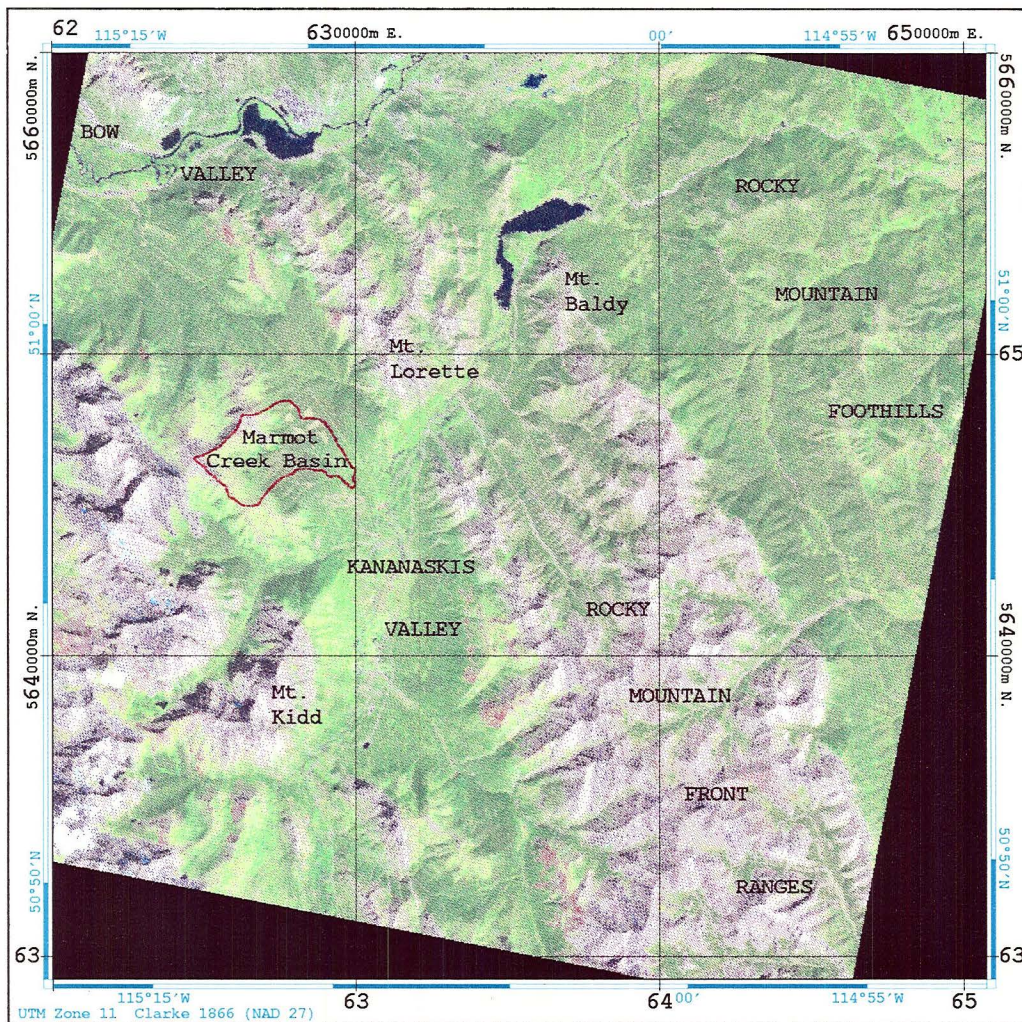 62 630000m E. 650000m E.
115°15'W 00' 114°55'W
5660000m N.
5660000m N.
BOW
VALLEY
ROCKY
Mt.
Baldy
MOUNTAIN
51°00'N
51°00'N
65
Mt.
Lorette
FOOTHILLS
Marmot
Creek Basin
KANANASKIS
ROCKY
VALLEY
5640000m N.
5640000m N.
Mt.
Kidd
MOUNTAIN
FRONT
RANGES
50°50'N
50°50'N
63
63
115°15'W 63 64 00' 114°55'W 65
UTM Zone 11 Clarke 1866 (NAD 27)